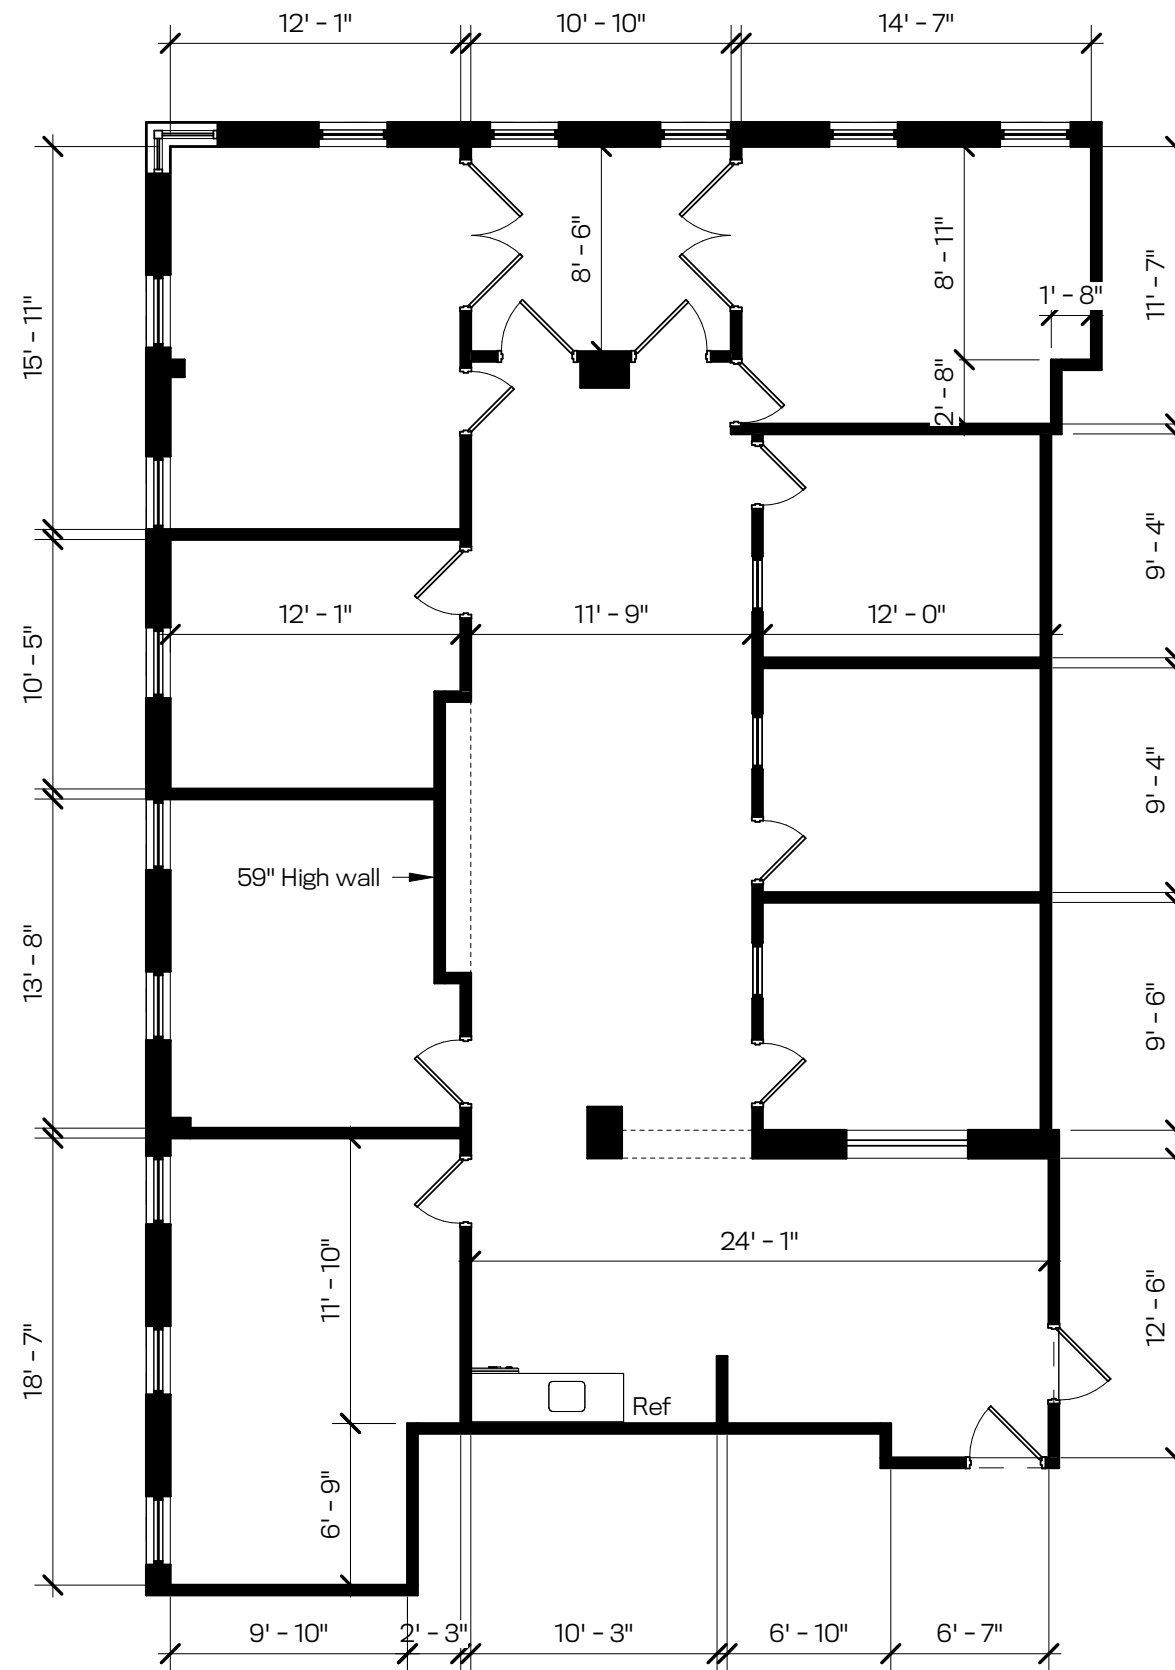 12' - 1"
10' - 10"
14' - 7"
8' - 6"
8' - 11"
11' - 7"
1' - 8"
15' - 11"
2' - 8"
9' - 4"
12' - 1"
11' - 9"
12' - 0"
10' - 5"
9' - 4"
59" High wall
13' - 8"
9' - 6"
24' - 1"
11' - 10"
12' - 6"
18' - 7"
Ref
6' - 9"
9' - 10"
2' - 3"
10' - 3"
6' - 10"
6' - 7"